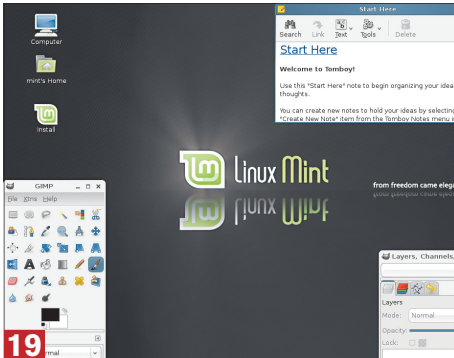 Start Here
Search Link Text Tools Delete
Start Here
Welcome to Tomboy!
Use this "Start Here" note to begin organizing your idea
thoughts.
You can create new notes to hold your ideas by selecting
"Create New Note" item from the Tomboy Notes menu i
Computer
mint's Home
Install
Linux Mint
from freedom came elega
GIMP
File Xtns Help
Layers, Channels,
Layers
Mode: Normal
Opacity:
Lock:
19
rmal